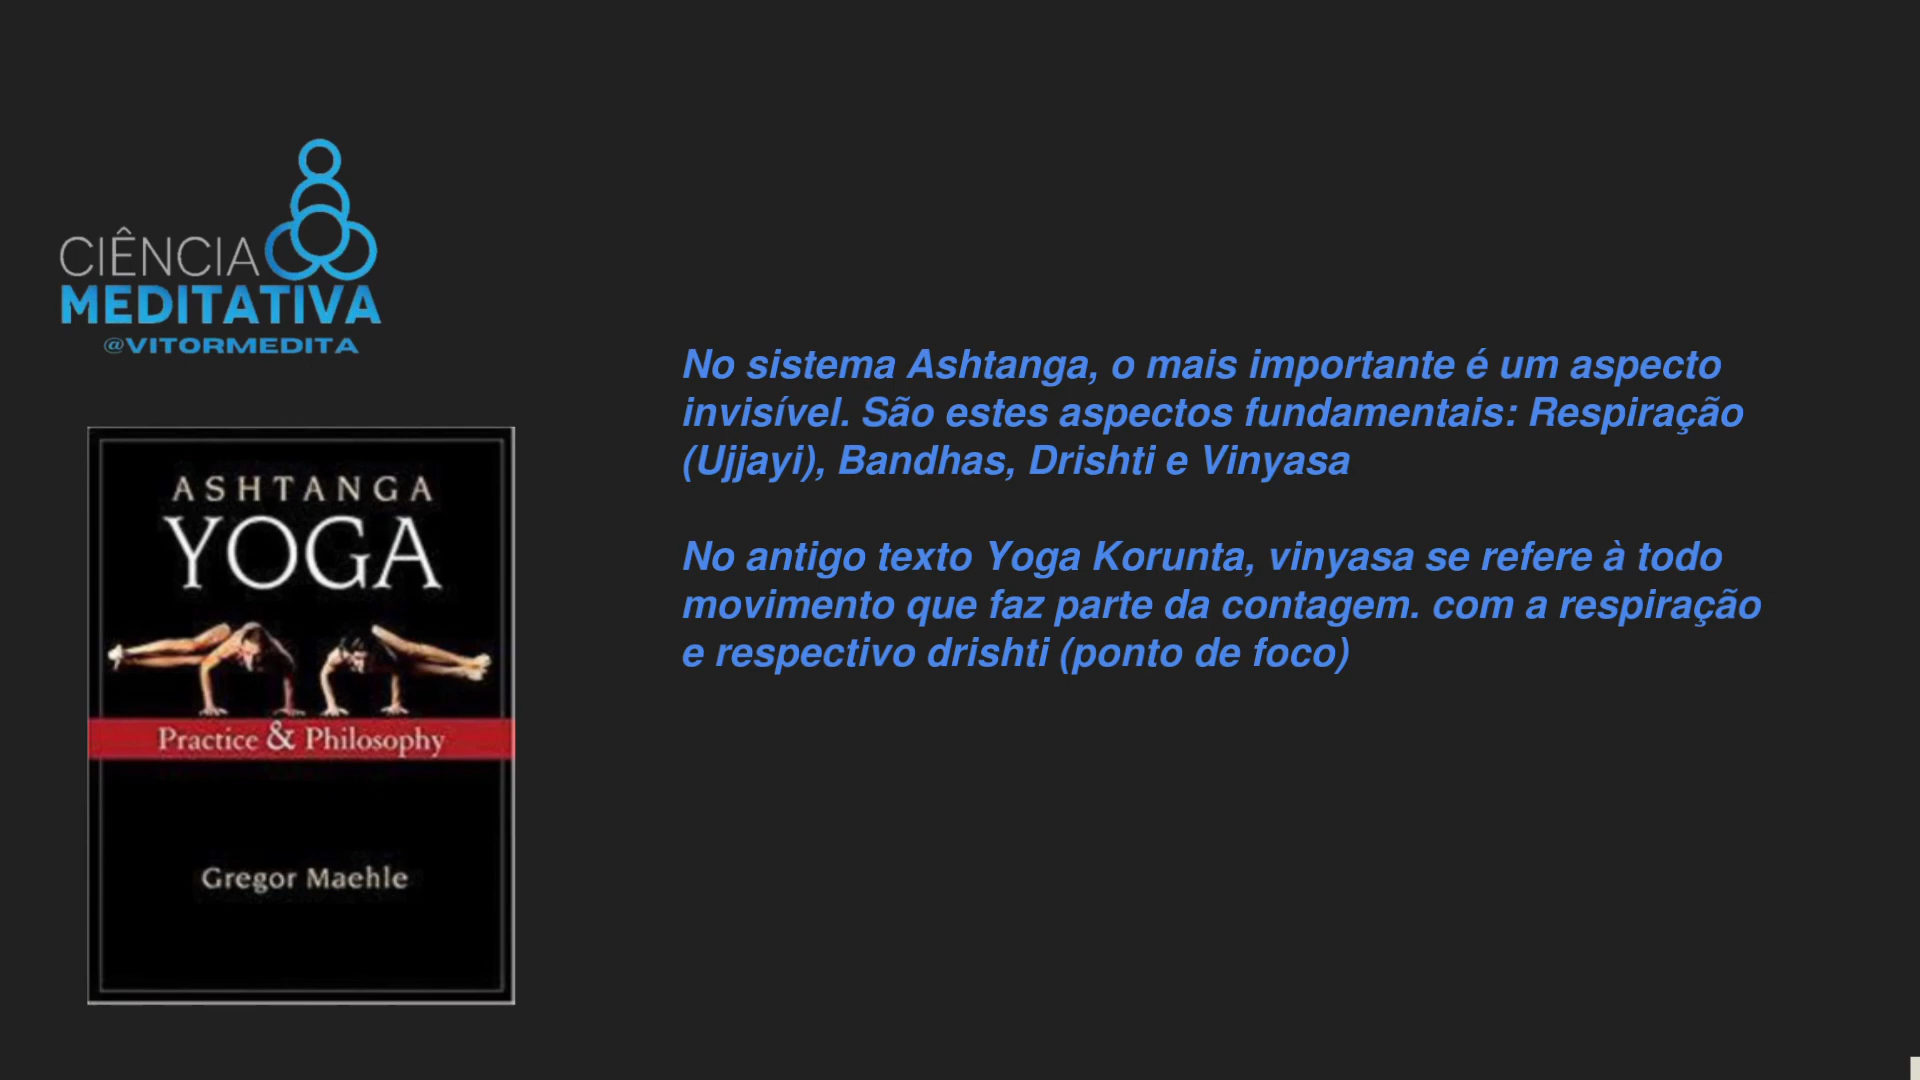 CIÊNCIA
MEDITATIVA
@VITORMEDITA
ASHTANGA
YOGA
Practice & Philosophy
Gregor Maehle
No sistema Ashtanga, o mais importante é um aspecto
invisível. São estes aspectos fundamentais: Respiração
(Ujjayi), Bandhas, Drishti e Vinyasa
No antigo texto Yoga Korunta, vinyasa se refere à todo
movimento que faz parte da contagem. com a respiração
e respectivo drishti (ponto de foco)